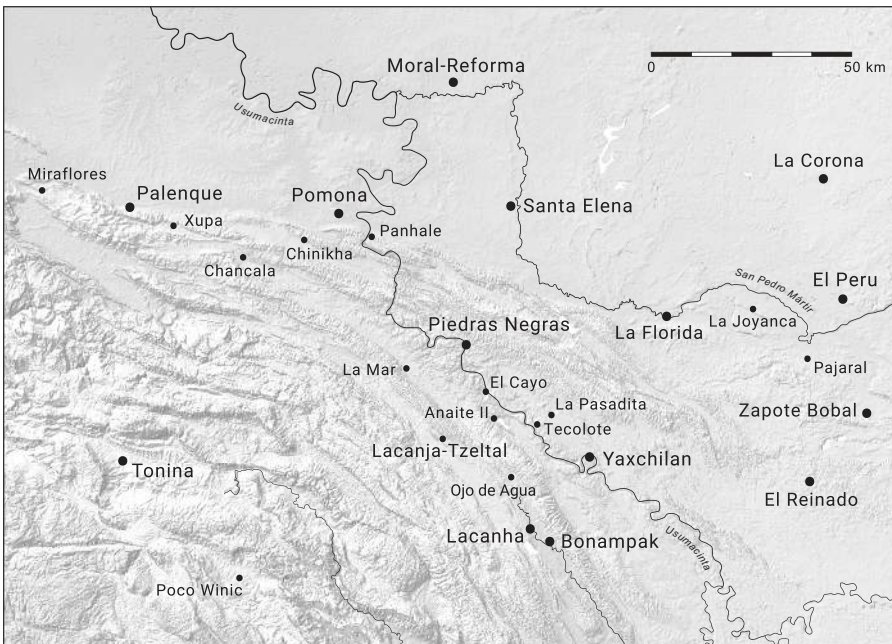 Moral-Reforma
0
50 km
Usumacinta
La Corona
Miraflores
Palenque
Pomona
Santa Elena
Xupa
Panhale
Chinikha
Chancala
San Pedro Mártir
El Peru
La Florida
La Joyanca
Piedras Negras
La Mar
Pajaral
El Cayo
La Pasadita
Anaite II
Zapote Bobal
Tecolote
Lacanja-Tzeltal
Yaxchilan
Tonina
Ojo de Agua
El Reinado
Lacanha
Bonampak
Usumacinta
Poco Winic